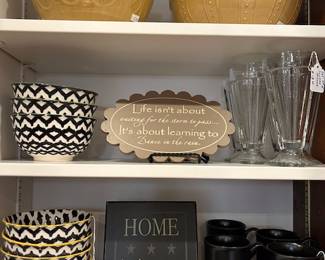 Life isn't about
waiting for the storm to pass...
It's about learning to
Dance in the rain.
HOME